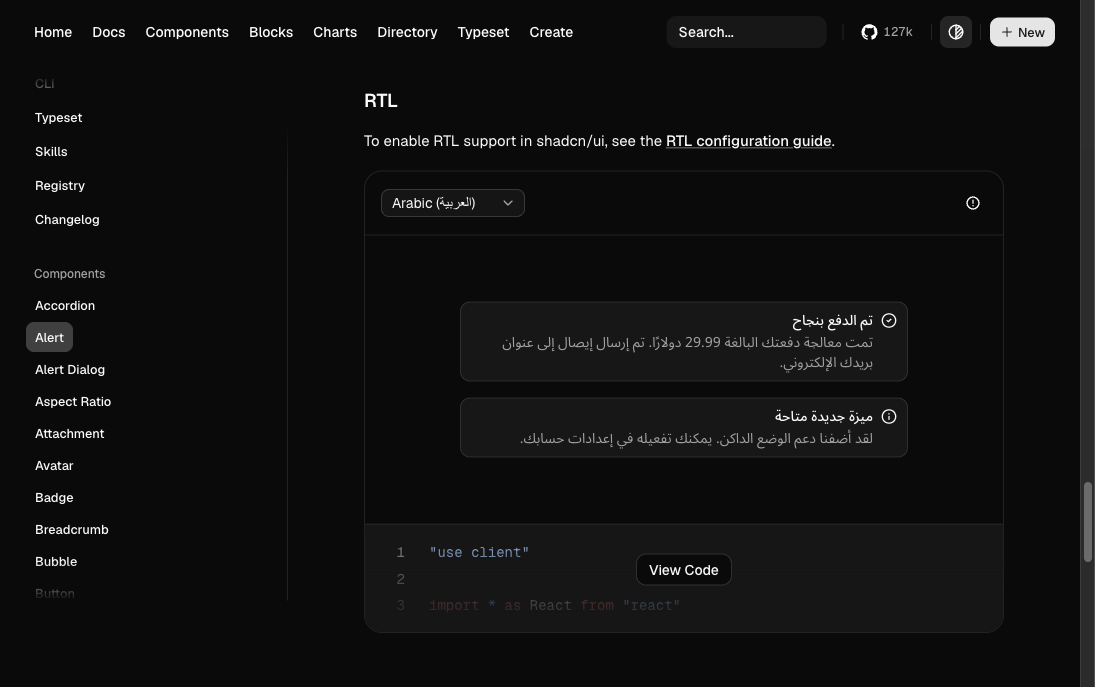 Home Docs Components Blocks Charts Directory Typeset Create Search... 127k New
CLI
Typeset
Skills
Registry
Changelog
Components
Accordion
Alert
Alert Dialog
Aspect Ratio
Attachment
Avatar
Badge
Breadcrumb
Bubble
Button
RTL
To enable RTL support in shadcn/ui, see the RTL configuration guide.
Arabic (العربية)
تم الدفع بنجاح
تمت معالجة دفعتك البالغة 29.99 دولارًا. تم إرسال إيصال إلى عنوان
بريدك الإلكتروني.
ميزة جديدة متاحة
لقد أضفنا دعم الوضع الداكن. يمكنك تفعيله في إعدادات حسابك.
1 "use client"
2
View Code
3 import * as React from "react"